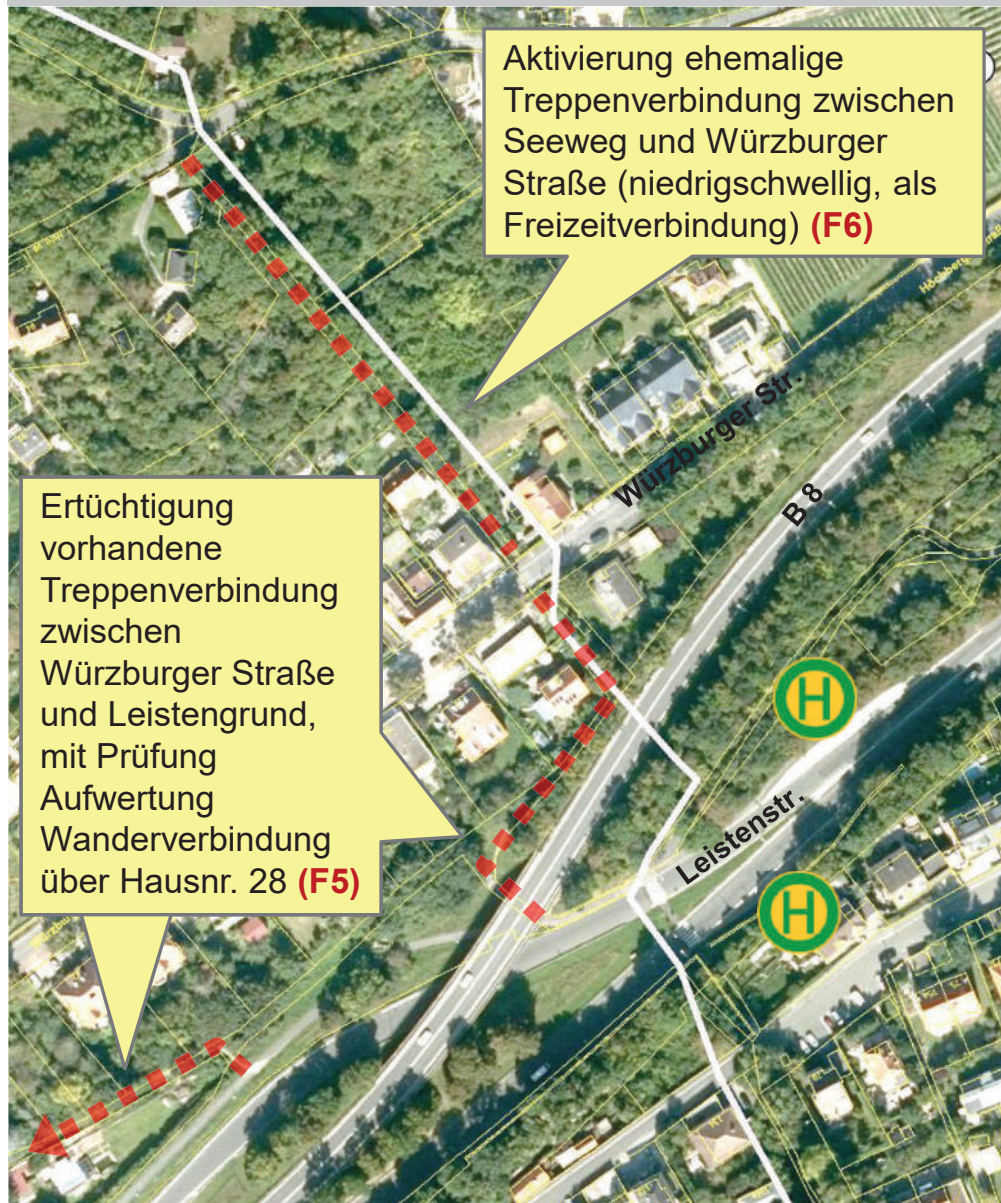 Aktivierung ehemalige
Treppenverbindung zwischen
Seeweg und Würzburger
Straße (niedrigschwellig, als
Freizeitverbindung) (F6)
Würzburger Str.
B 8
Ertüchtigung
vorhandene
Treppenverbindung
zwischen
Würzburger Straße
und Leistengrund,
mit Prüfung
Aufwertung
Wanderverbindung
über Hausnr. 28 (F5)
H
Leistenstr.
H